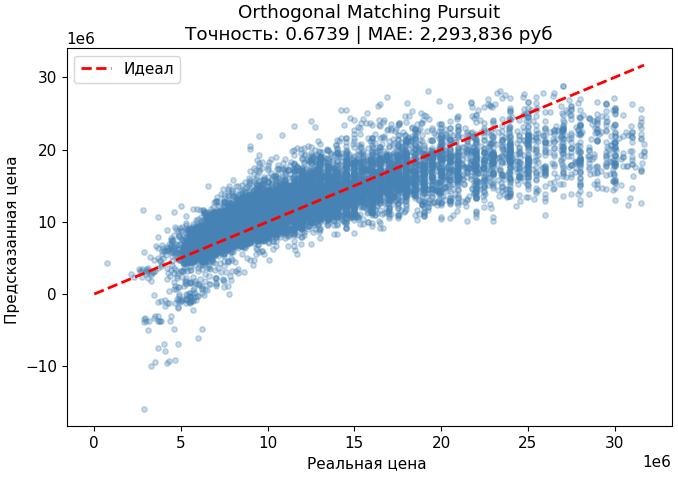 Orthogonal Matching Pursuit
Точность: 0.6739 | MAE: 2,293,836 руб
1e6
Идеал
30
20
10
0
−10
Предсказанная цена
0 5 10 15 20 25 30
Реальная цена
1e6